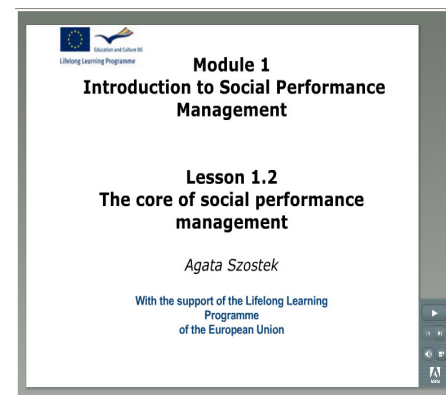 Education and Culture DG
Lifelong Learning Programme
Module 1
Introduction to Social Performance
Management
Lesson 1.2
The core of social performance
management
Agata Szostek
With the support of the Lifelong Learning
Programme
of the European Union